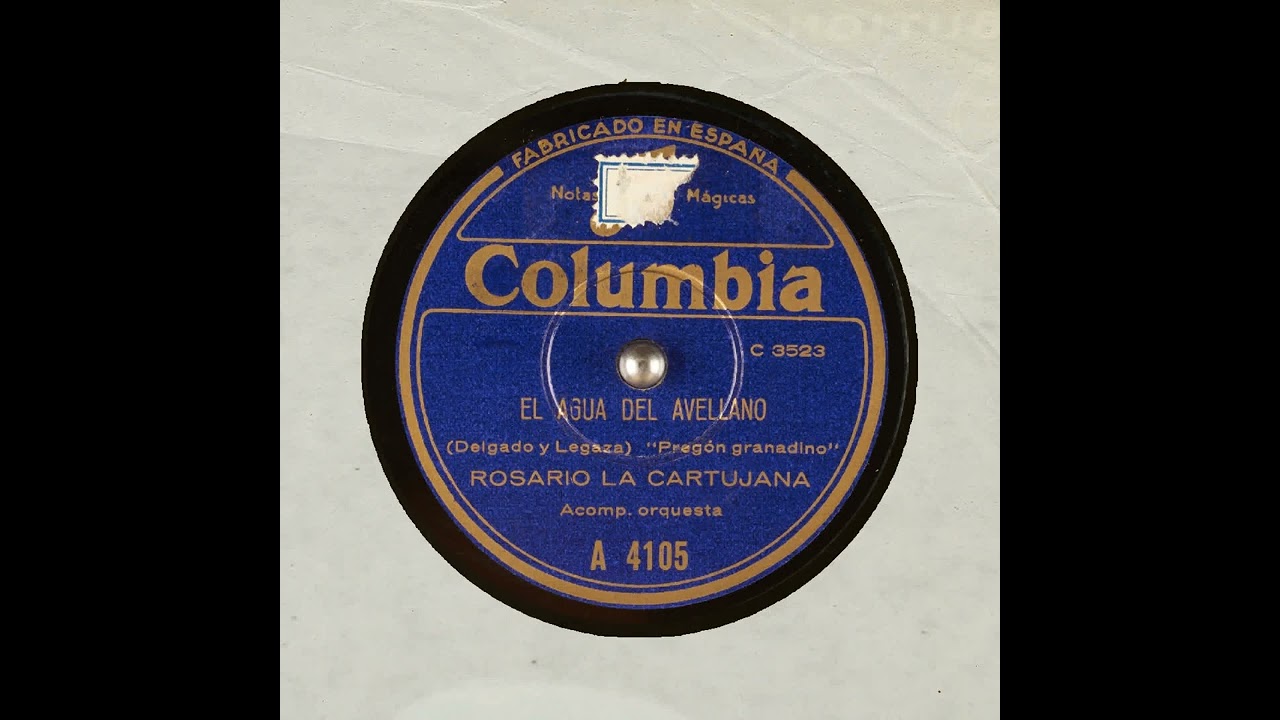 FABRICADO EN ESPAÑA
Notas Mágicas
Columbia
C 3523
EL AGUA DEL AVELLANO
(Delgado y Legaza) "Pregón granadino"
ROSARIO LA CARTUJANA
Acomp. orquesta
A 4105